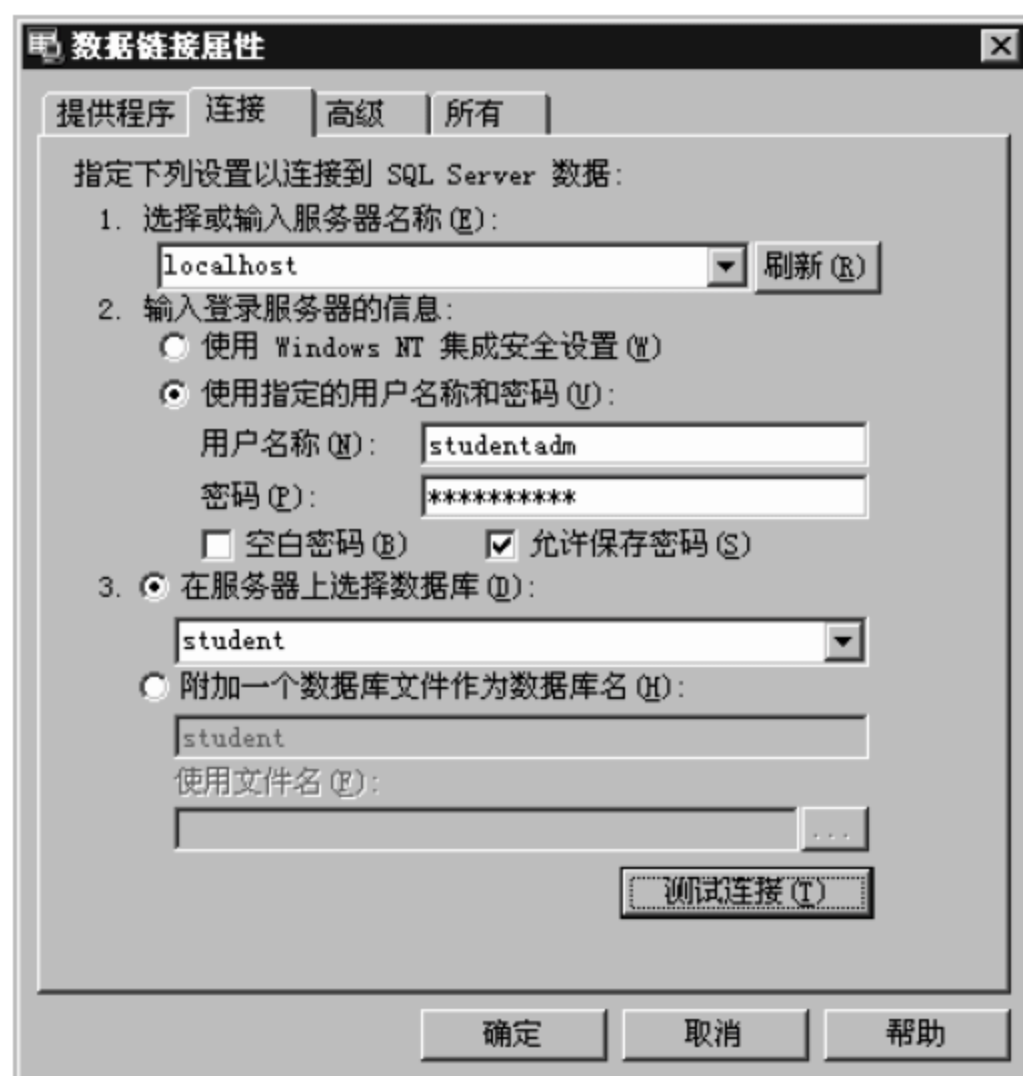 数据链接属性
提供程序 连接 高级 所有
指定下列设置以连接到 SQL Server 数据:
1. 选择或输入服务器名称(E):
localhost 刷新(R)
2. 输入登录服务器的信息:
使用 Windows NT 集成安全设置(W)
使用指定的用户名称和密码(U):
用户名称(N): studentadm
密码(P): **********
空白密码(B) 允许保存密码(S)
3. 在服务器上选择数据库(D):
student
附加一个数据库文件作为数据库名(H):
student
使用文件名(F):
...
测试连接(T)
确定 取消 帮助